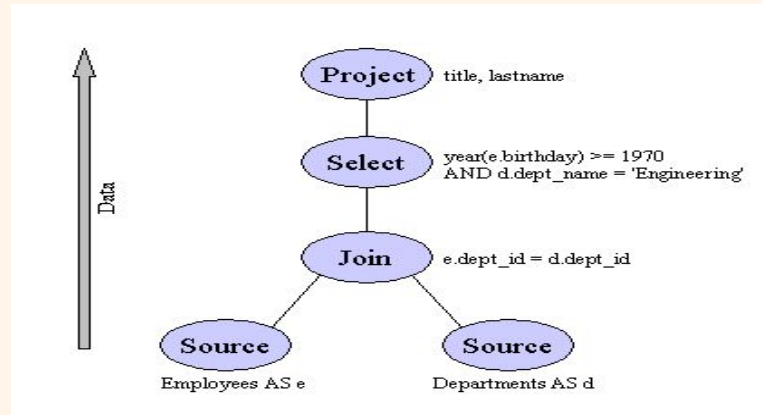 Project
title, lastname
Select
year(e.birthday) >= 1970
AND d.dept_name = 'Engineering'
Data
Join
e.dept_id = d.dept_id
Source
Source
Employees AS e
Departments AS d